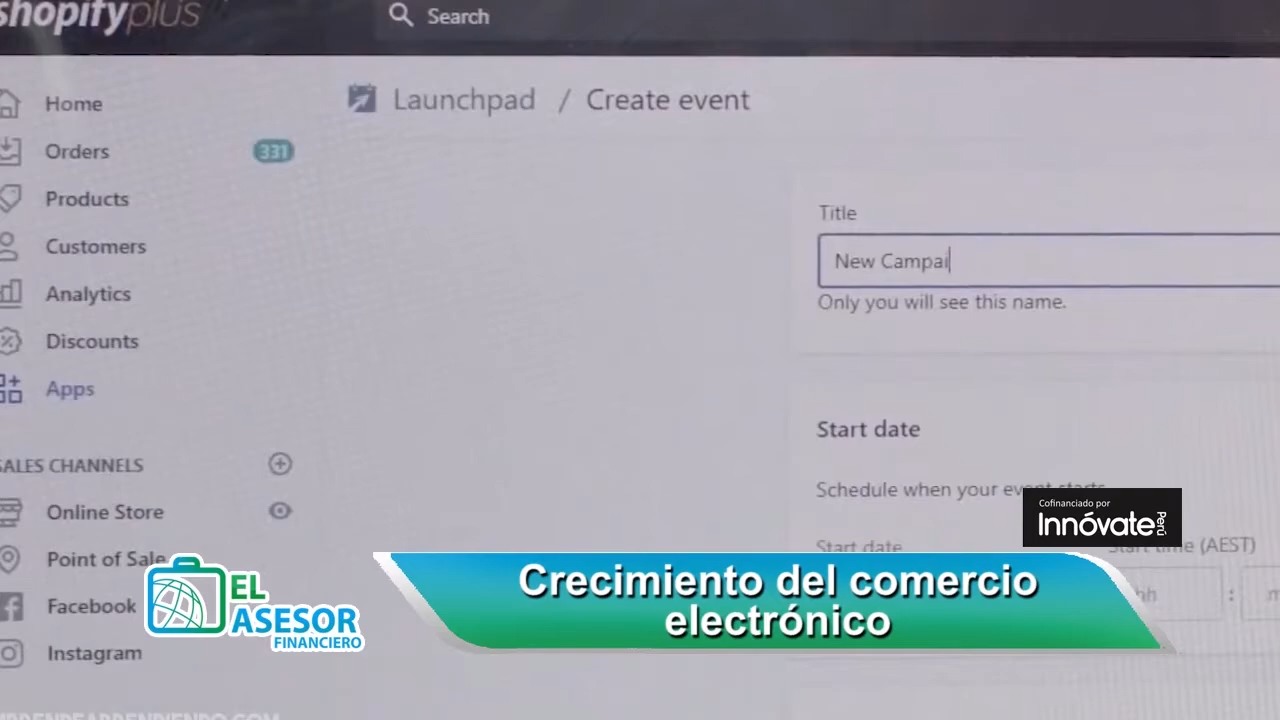 shopifyplus
Search
Home
Launchpad / Create event
Orders
331
Products
Title
Customers
New Campai
Analytics
Only you will see this name.
Discounts
Apps
Start date
SALES CHANNELS
Schedule when your event starts
Cofinanciado por
Innóvate Perú
Online Store
Start date
Start time (AEST)
Point of Sale
EL
ASESOR
FINANCIERO
Crecimiento del comercio
electrónico
hh
:
Facebook
Instagram